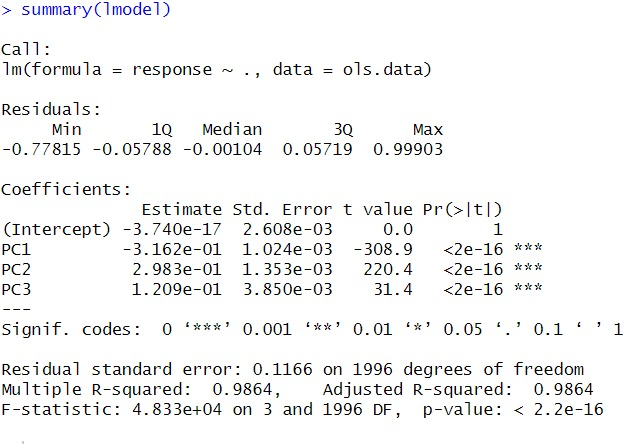 > summary(lmodel)
Call:
lm(formula = response ~ ., data = ols.data)
Residuals:
Min 1Q Median 3Q Max
-0.77815 -0.05788 -0.00104 0.05719 0.99903
Coefficients:
Estimate Std. Error t value Pr(>|t|)
(Intercept) -3.740e-17 2.608e-03 0.0 1
PC1 -3.162e-01 1.024e-03 -308.9 <2e-16 ***
PC2 2.983e-01 1.353e-03 220.4 <2e-16 ***
PC3 1.209e-01 3.850e-03 31.4 <2e-16 ***
---
Signif. codes: 0 ‘***’ 0.001 ‘**’ 0.01 ‘*’ 0.05 ‘.’ 0.1 ‘ ’ 1
Residual standard error: 0.1166 on 1996 degrees of freedom
Multiple R-squared: 0.9864, Adjusted R-squared: 0.9864
F-statistic: 4.833e+04 on 3 and 1996 DF, p-value: < 2.2e-16